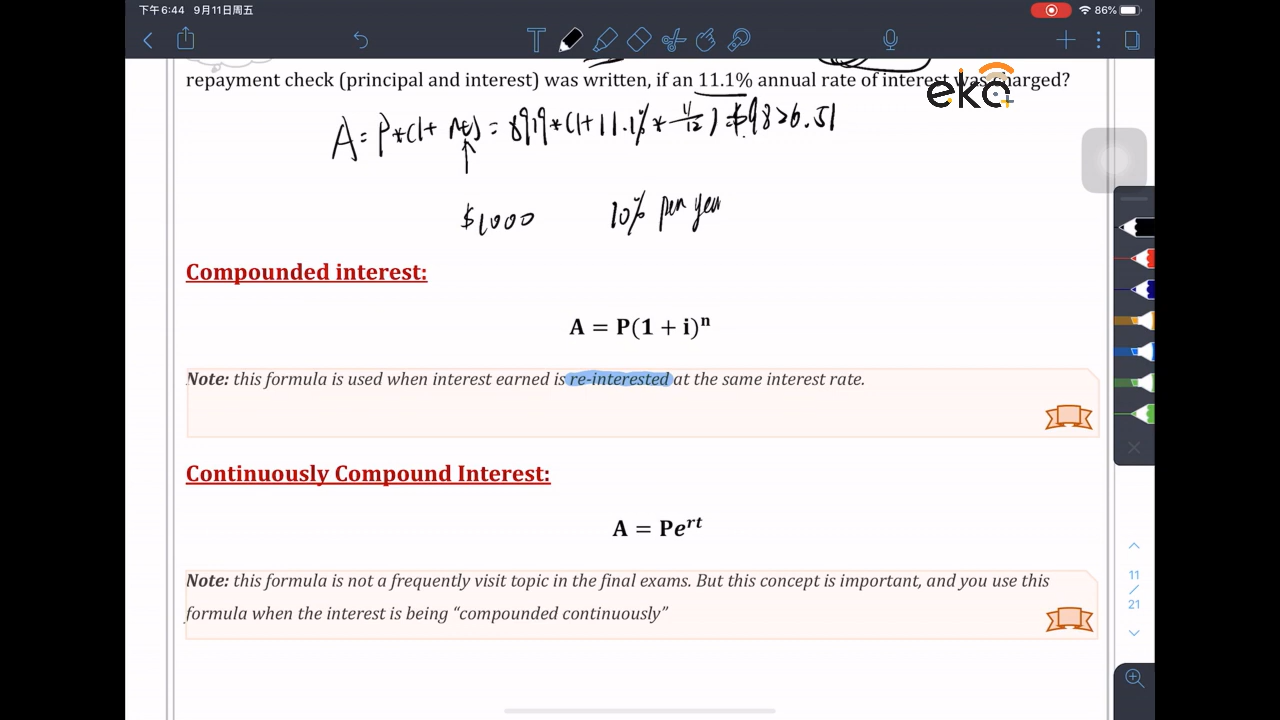 下午6:44 9月11日周五
86%
repayment check (principal and interest) was written, if an 11.1% annual rate of interest was charged?
eka
A = P*(1+ r*t) = 8919*(1+11.1%* 11/12) = $9826.51
$1000 10% per year
Compounded interest:
A = P(1 + i)ⁿ
Note: this formula is used when interest earned is re-interested at the same interest rate.
Continuously Compound Interest:
A = Peʳᵗ
Note: this formula is not a frequently visit topic in the final exams. But this concept is important, and you use this
formula when the interest is being “compounded continuously”
11
/
21